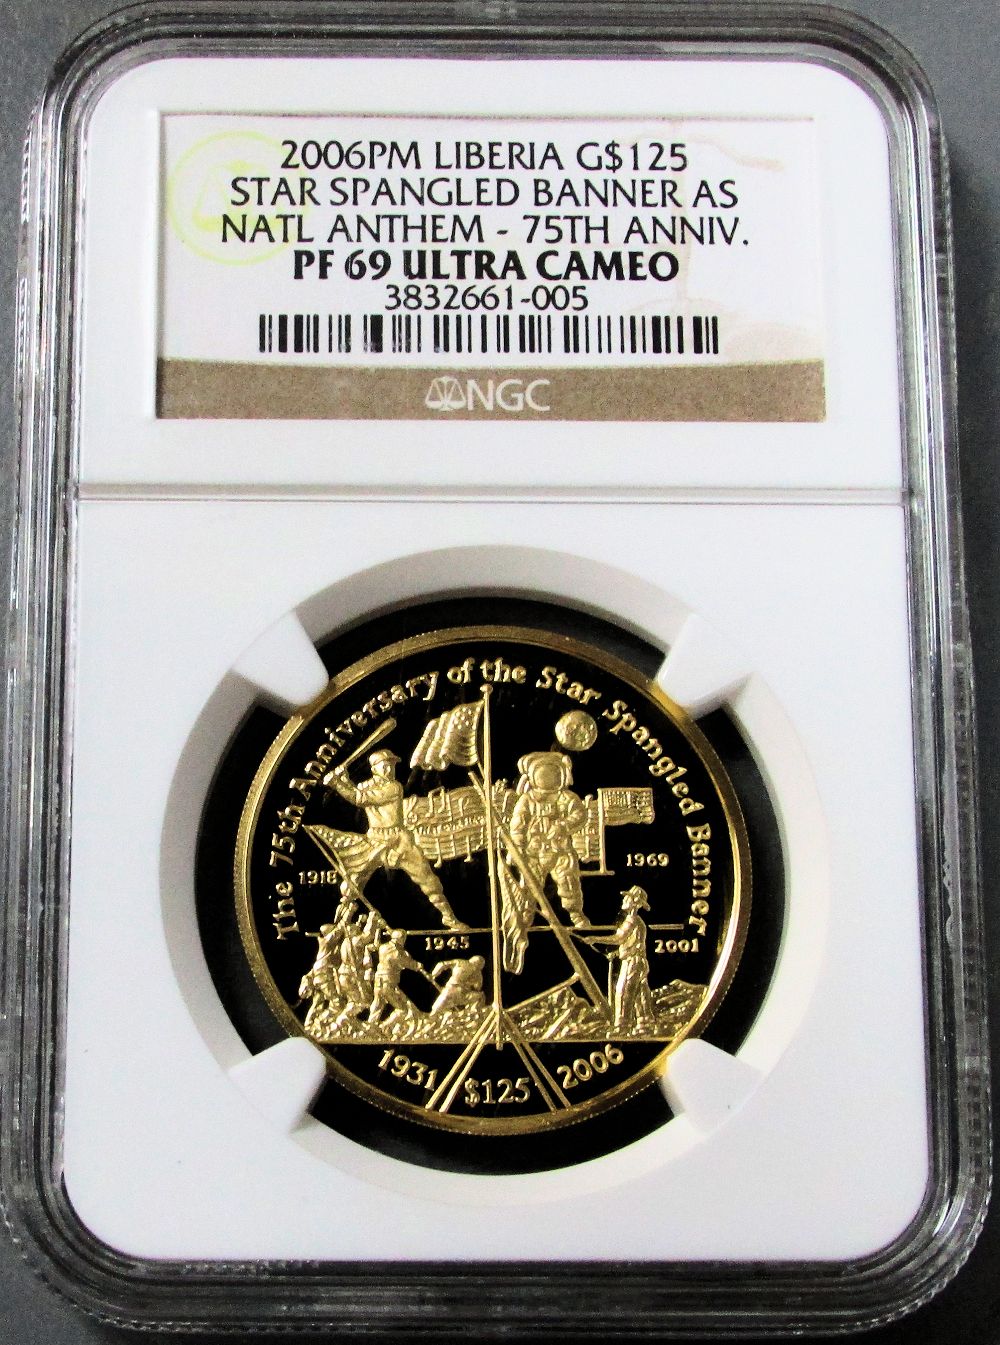 2006PM LIBERIA G$125
STAR SPANGLED BANNER AS
NATL ANTHEM - 75TH ANNIV.
PF 69 ULTRA CAMEO
3832661-005
NGC
The 75th Anniversary of the Star Spangled Banner
1918
1969
1945
2001
1931 $125 2006